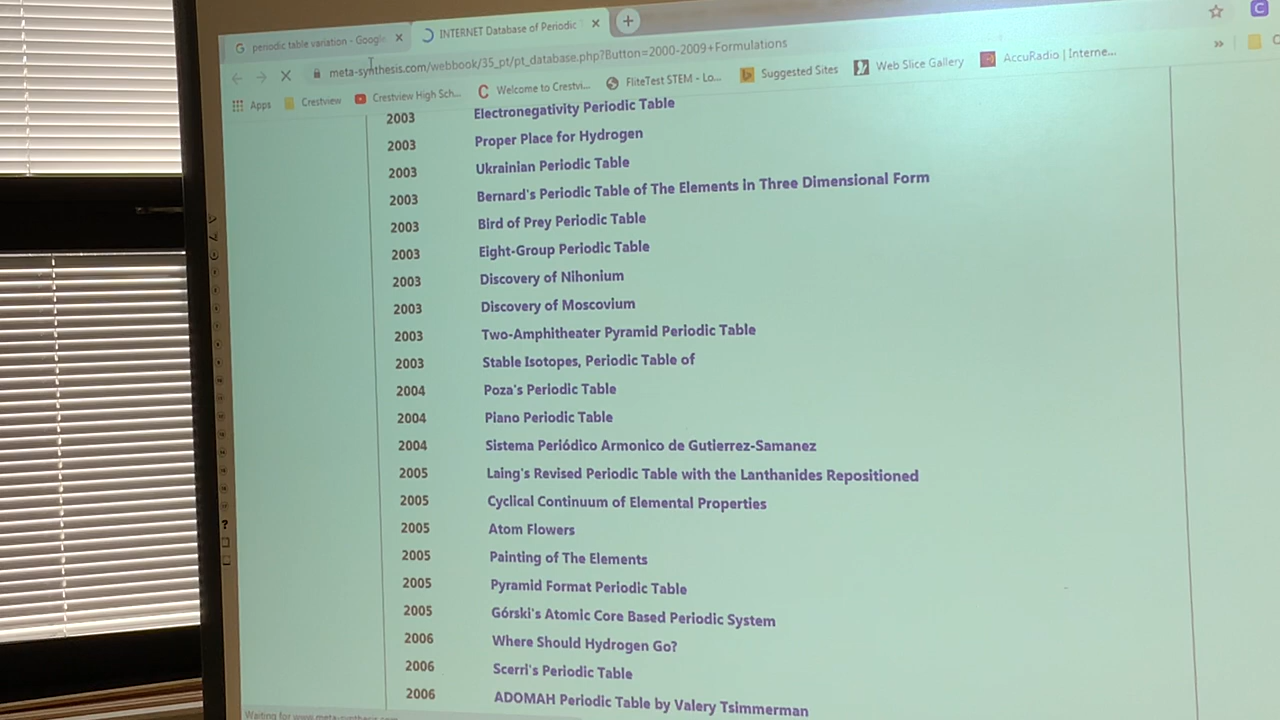 periodic table variation - Google
INTERNET Database of Periodic
meta-synthesis.com/webbook/35_pt/pt_database.php?Button=2000-2009+Formulations
Apps Crestview Crestview High Sch... Welcome to Crestvi... FliteTest STEM - Lo... Suggested Sites Web Slice Gallery AccuRadio | Interne...
2003 Electronegativity Periodic Table
2003 Proper Place for Hydrogen
2003 Ukrainian Periodic Table
2003 Bernard's Periodic Table of The Elements in Three Dimensional Form
2003 Bird of Prey Periodic Table
2003 Eight-Group Periodic Table
2003 Discovery of Nihonium
2003 Discovery of Moscovium
2003 Two-Amphitheater Pyramid Periodic Table
2003 Stable Isotopes, Periodic Table of
2004 Poza's Periodic Table
2004 Piano Periodic Table
2004 Sistema Periódico Armonico de Gutierrez-Samanez
2005 Laing's Revised Periodic Table with the Lanthanides Repositioned
2005 Cyclical Continuum of Elemental Properties
2005 Atom Flowers
2005 Painting of The Elements
2005 Pyramid Format Periodic Table
2005 Górski's Atomic Core Based Periodic System
2006 Where Should Hydrogen Go?
2006 Scerri's Periodic Table
2006 ADOMAH Periodic Table by Valery Tsimmerman
Waiting for www.meta-synthesis.com